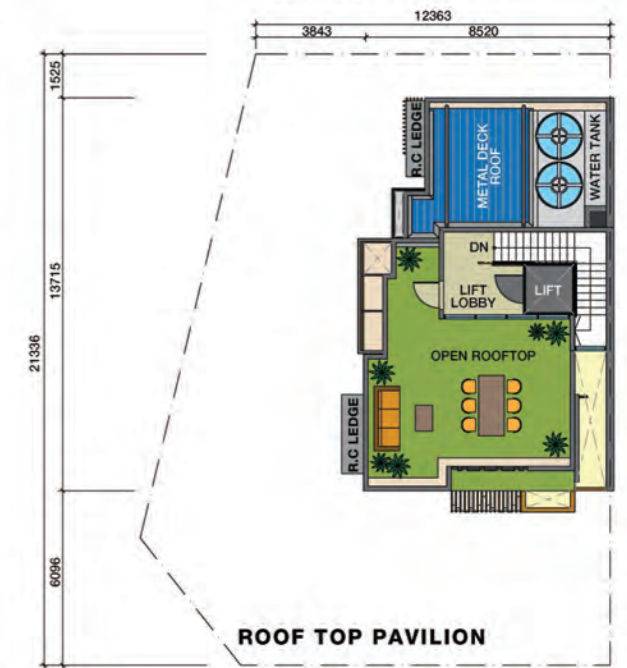 12363
3843
8520
1525
13715
21336
6096
R.C LEDGE
METAL DECK
ROOF
WATER TANK
DN
LIFT
LOBBY
LIFT
OPEN ROOFTOP
R.C LEDGE
ROOF TOP PAVILION